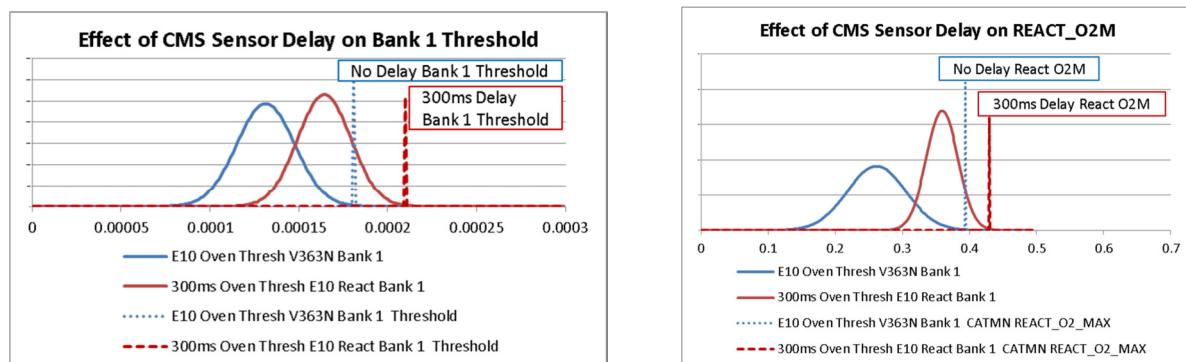 Effect of CMS Sensor Delay on Bank 1 Threshold
No Delay Bank 1 Threshold
300ms Delay
Bank 1 Threshold
0 0.00005 0.0001 0.00015 0.0002 0.00025 0.0003
E10 Oven Thresh V363N Bank 1
300ms Oven Thresh E10 React Bank 1
E10 Oven Thresh V363N Bank 1 Threshold
300ms Oven Thresh E10 React Bank 1 Threshold
Effect of CMS Sensor Delay on REACT_O2M
No Delay React O2M
300ms Delay React O2M
0 0.1 0.2 0.3 0.4 0.5 0.6 0.7
E10 Oven Thresh V363N Bank 1
300ms Oven Thresh E10 React Bank 1
E10 Oven Thresh V363N Bank 1 CATMN REACT_O2_MAX
300ms Oven Thresh E10 React Bank 1 CATMN REACT_O2_MAX